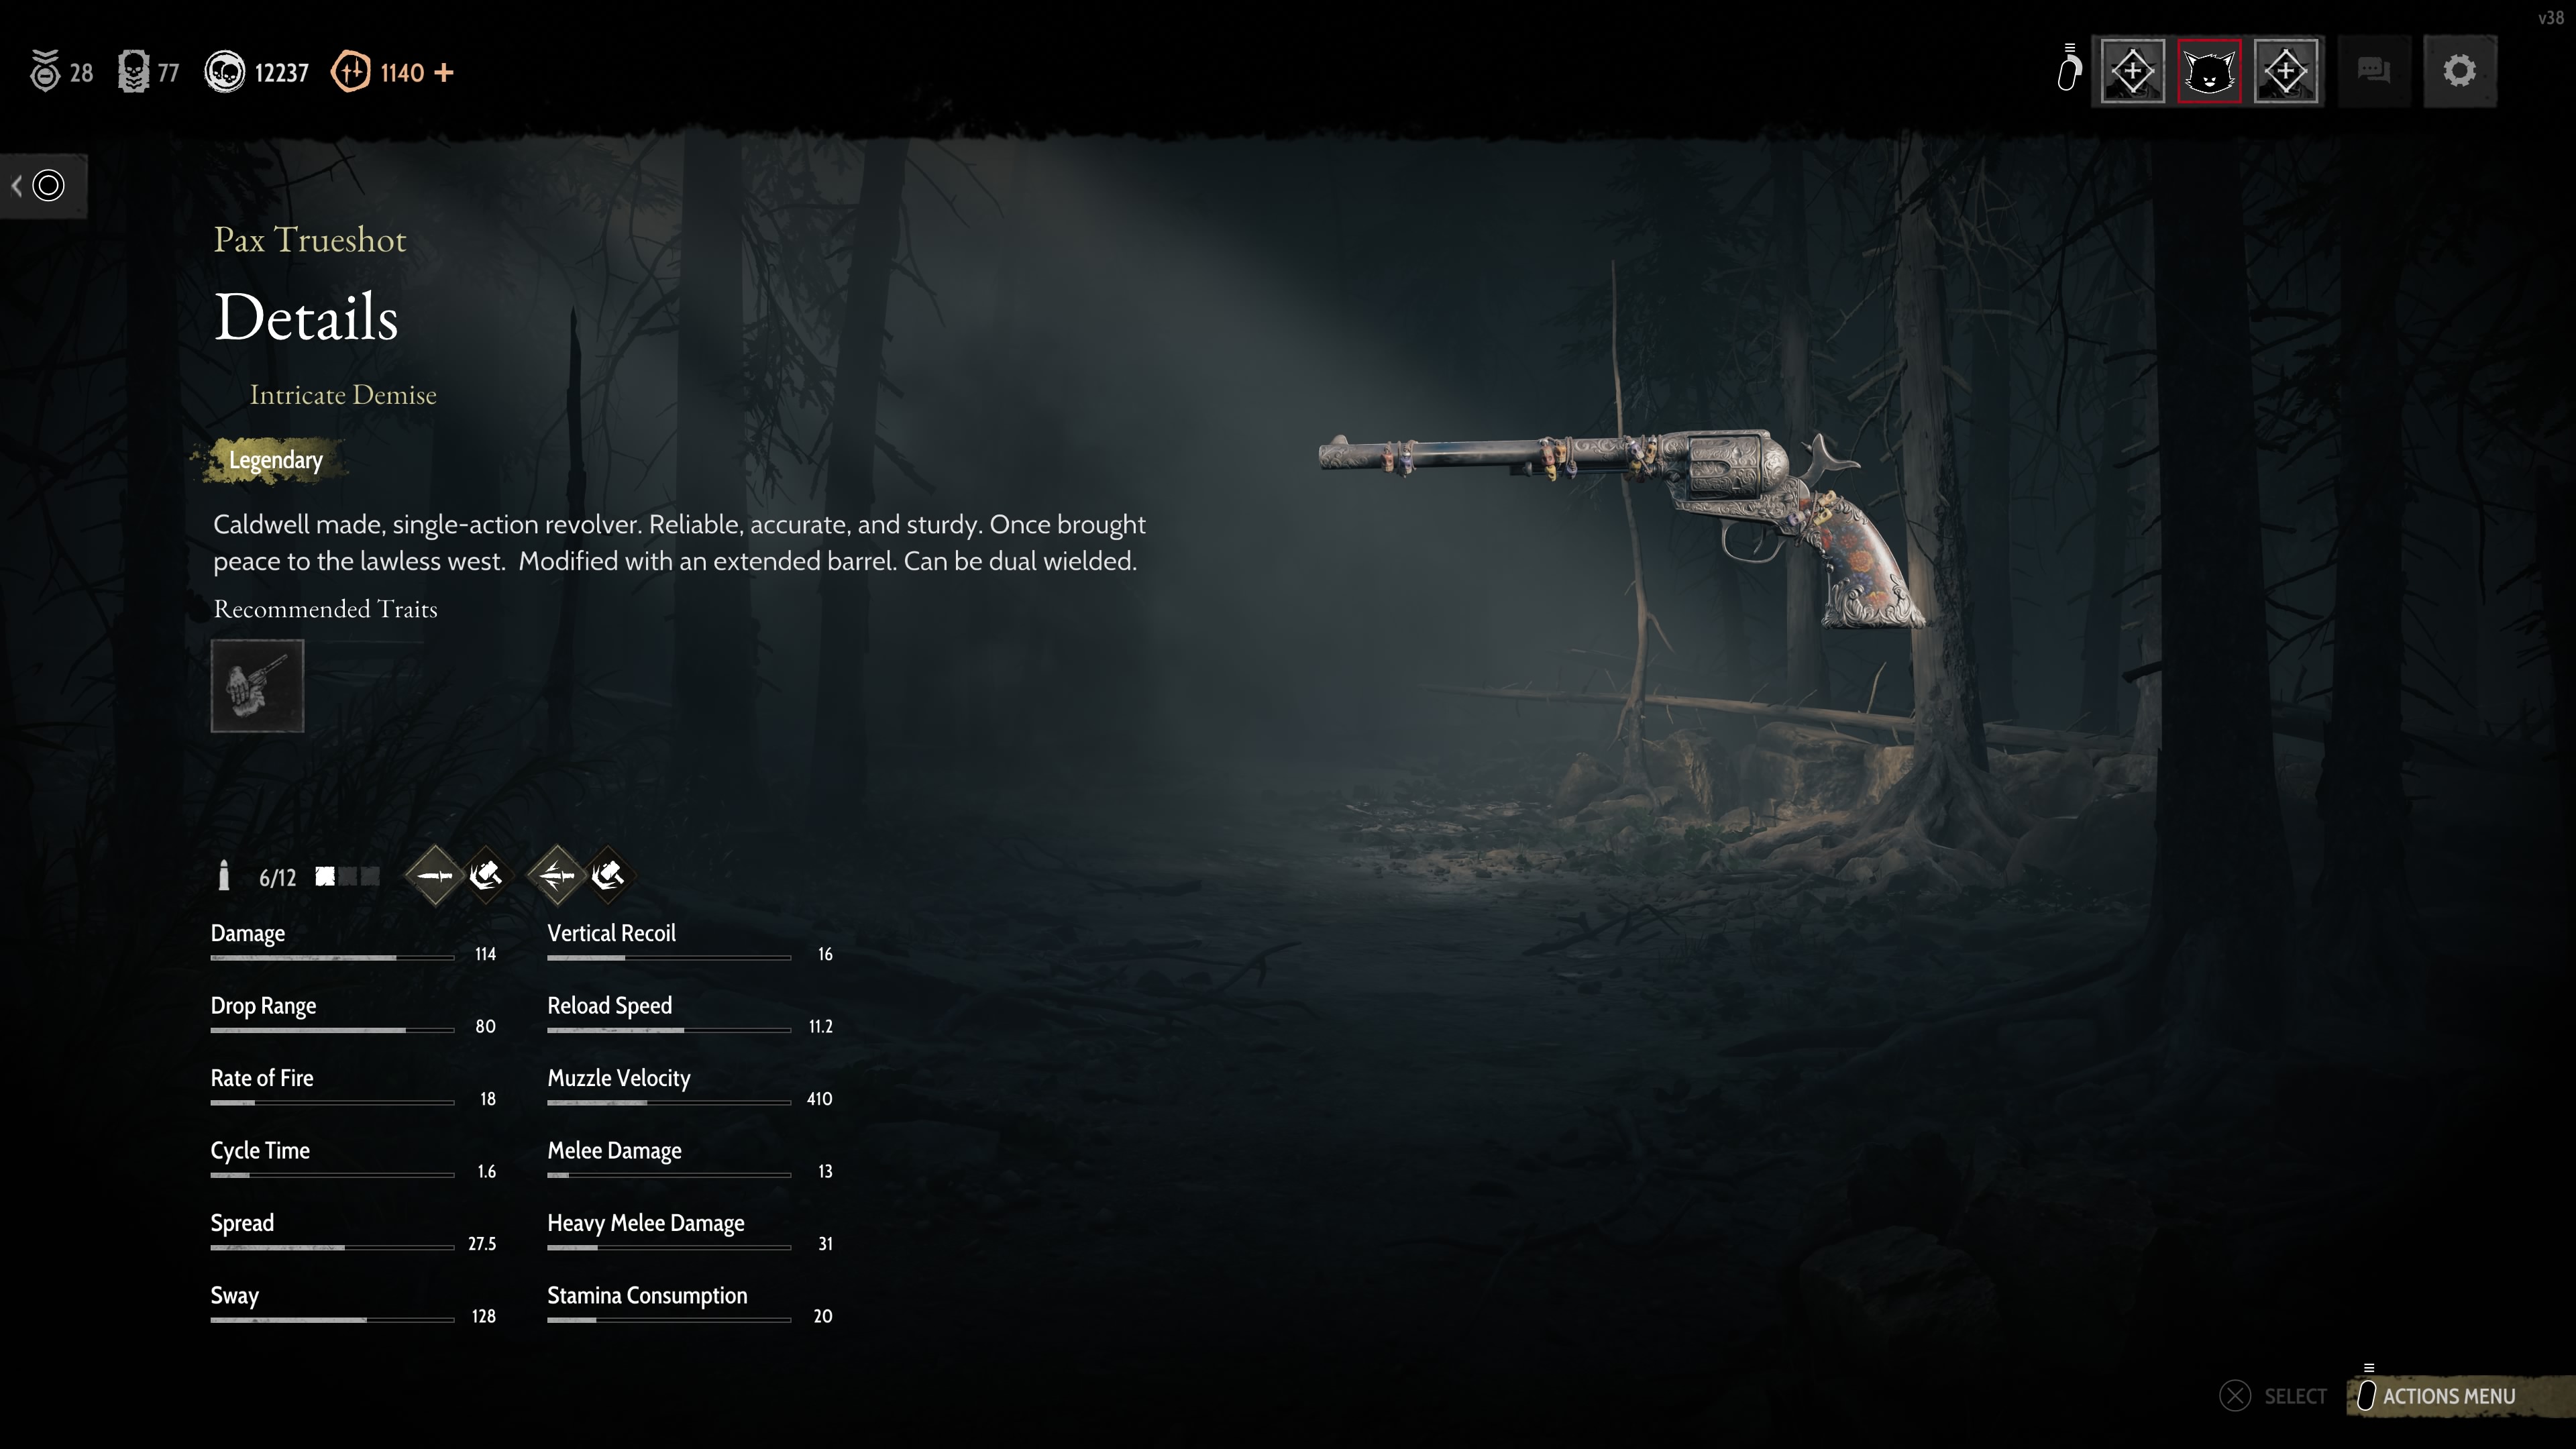 v38
28 77 12237 1140 +
Pax Trueshot
Details
Intricate Demise
Legendary
Caldwell made, single-action revolver. Reliable, accurate, and sturdy. Once brought
peace to the lawless west. Modified with an extended barrel. Can be dual wielded.
Recommended Traits
6/12
Damage 114
Drop Range 80
Rate of Fire 18
Cycle Time 1.6
Spread 27.5
Sway 128
Vertical Recoil 16
Reload Speed 11.2
Muzzle Velocity 410
Melee Damage 13
Heavy Melee Damage 31
Stamina Consumption 20
SELECT ACTIONS MENU